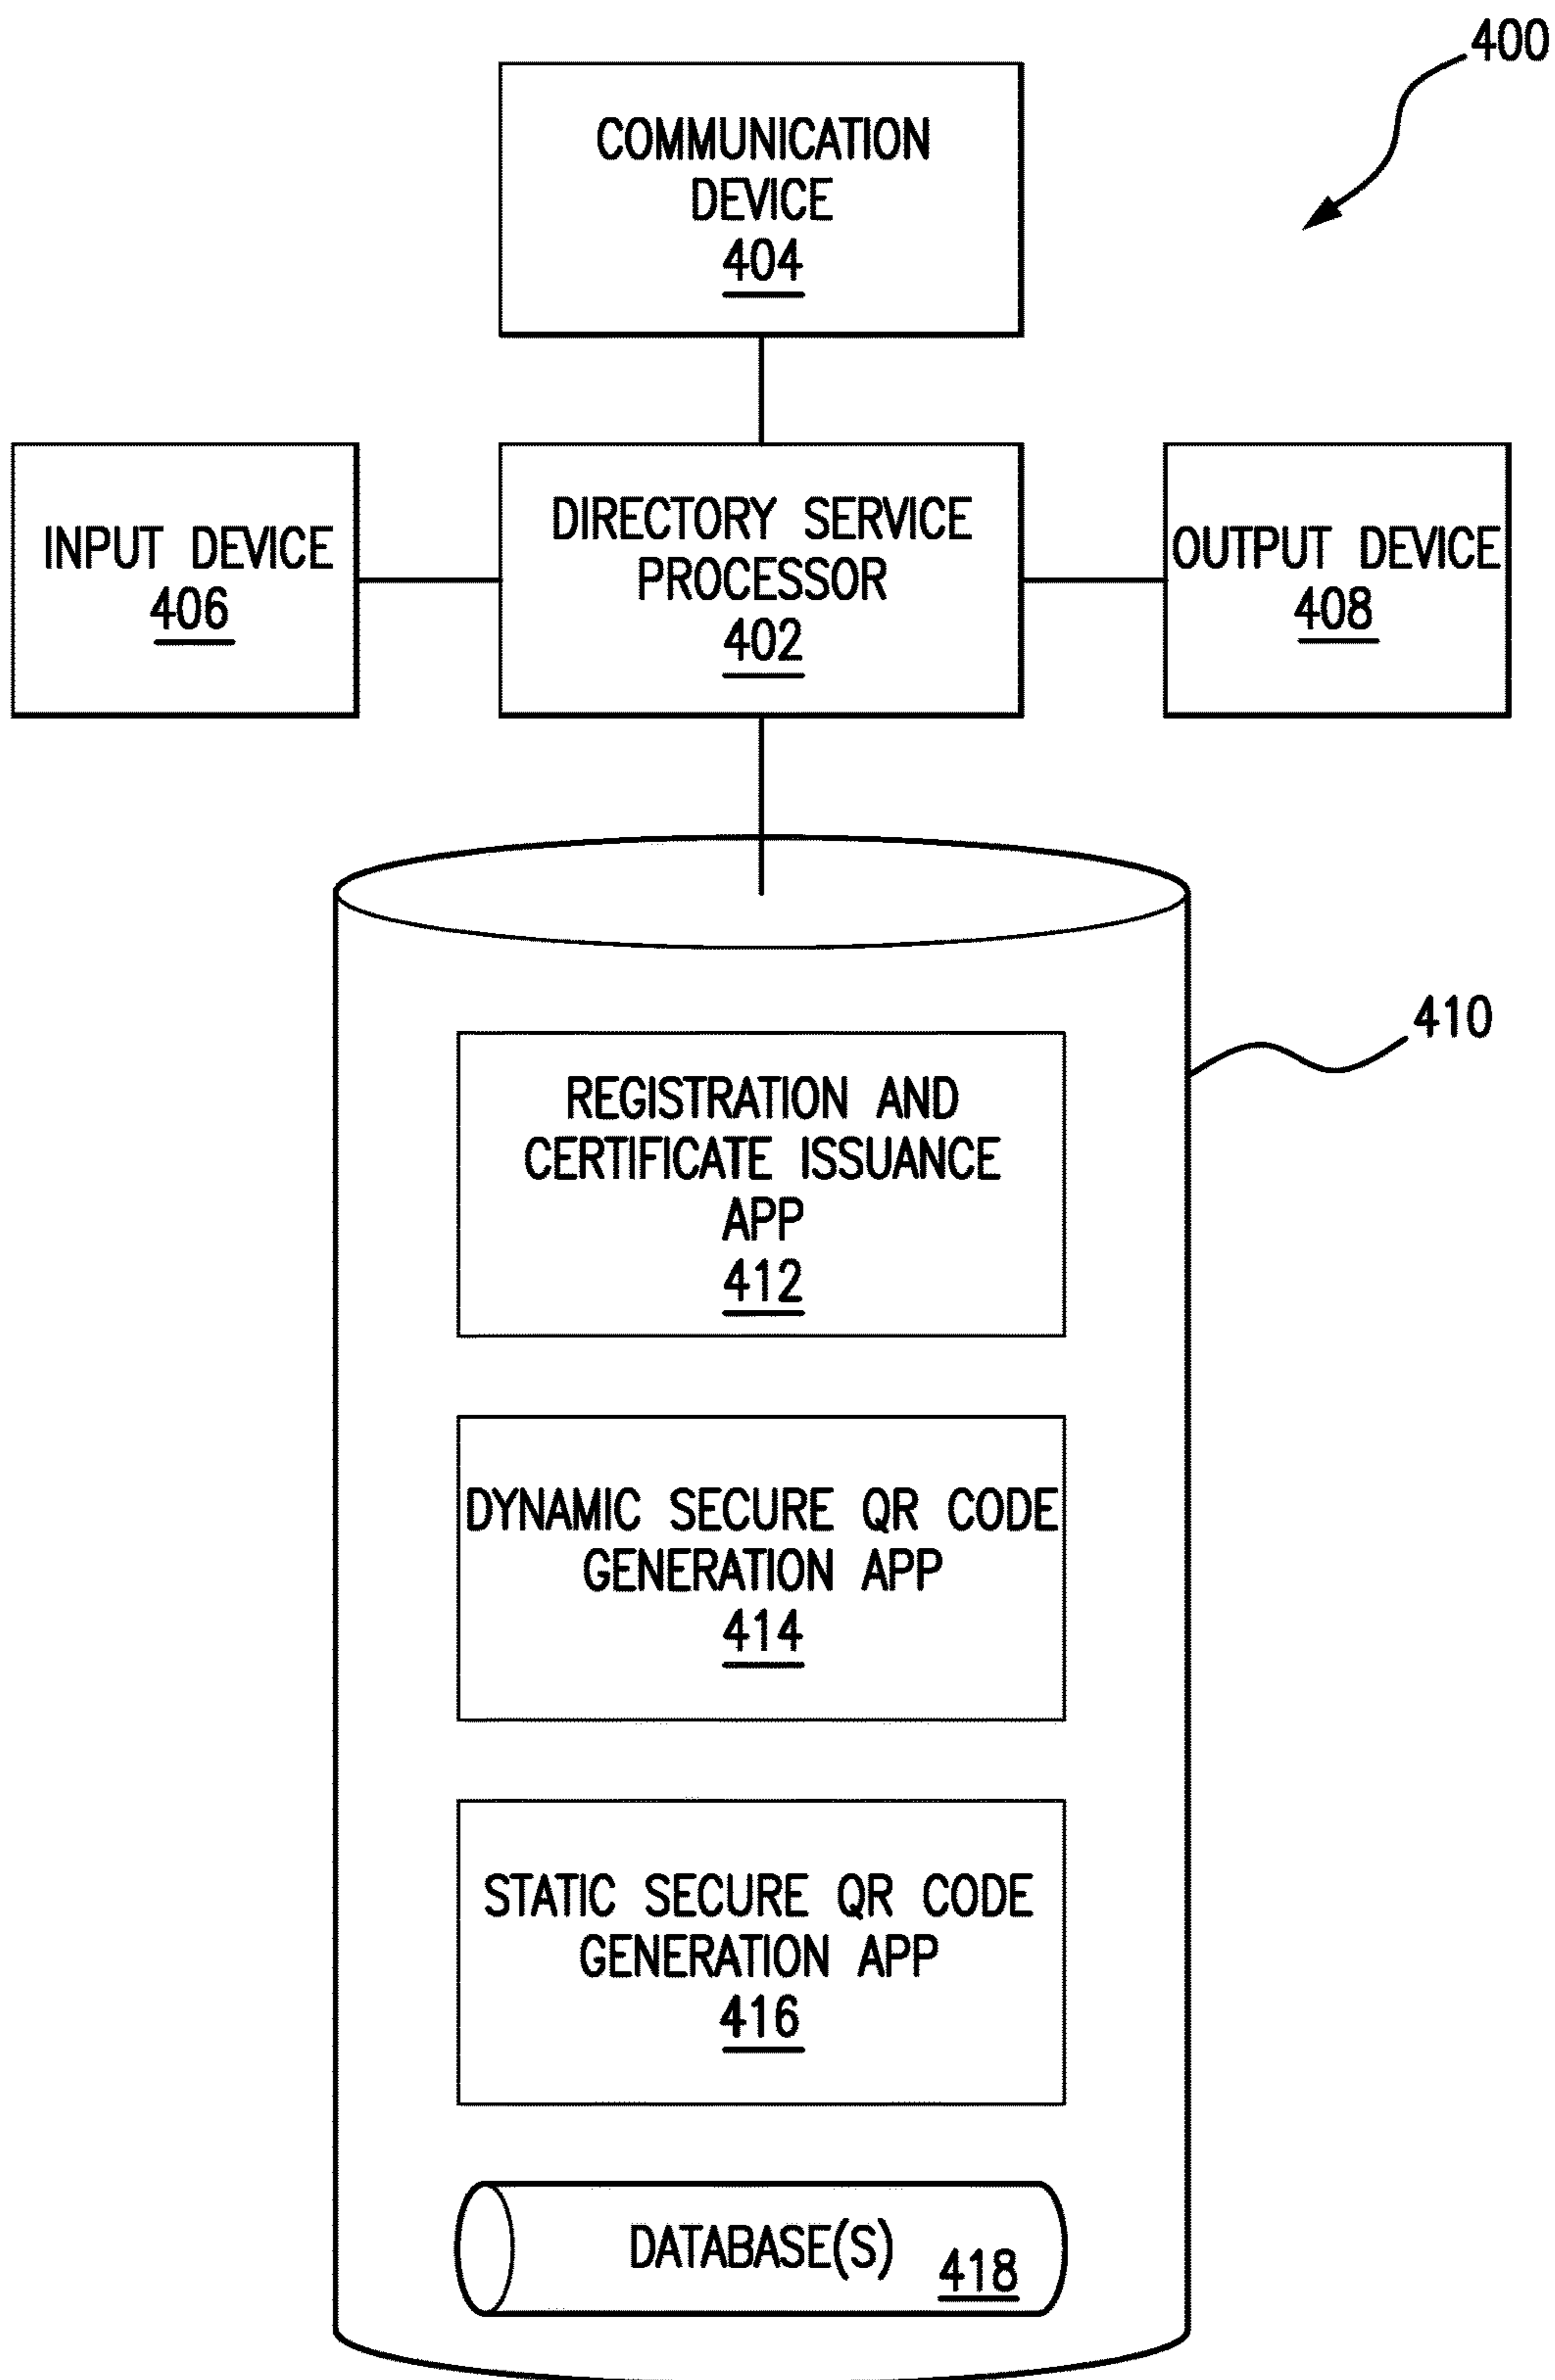 400
COMMUNICATION
DEVICE
404
INPUT DEVICE
406
DIRECTORY SERVICE
PROCESSOR
402
OUTPUT DEVICE
408
410
REGISTRATION AND
CERTIFICATE ISSUANCE
APP
412
DYNAMIC SECURE QR CODE
GENERATION APP
414
STATIC SECURE QR CODE
GENERATION APP
416
DATABASE(S) 418